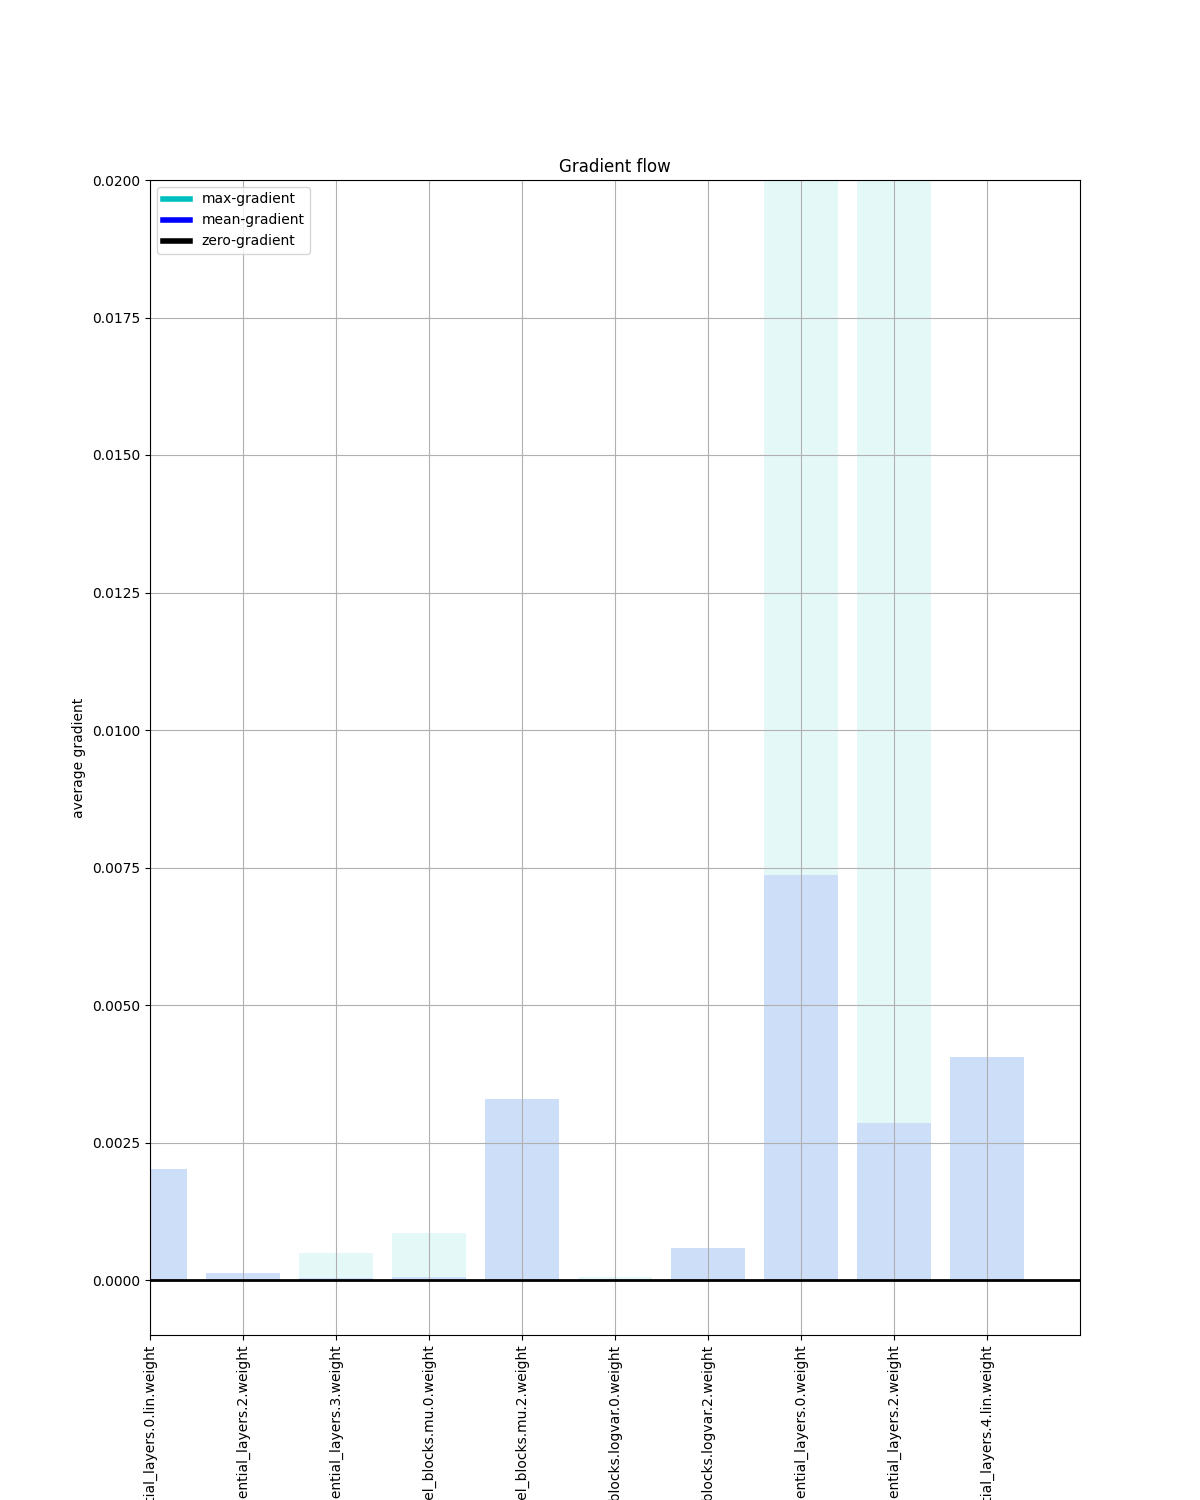 Gradient flow
max-gradient
mean-gradient
zero-gradient
0.0200
0.0175
0.0150
0.0125
0.0100
0.0075
0.0050
0.0025
0.0000
average gradient
tial_layers.0.lin.weight
ential_layers.2.weight
ential_layers.3.weight
el_blocks.mu.0.weight
el_blocks.mu.2.weight
blocks.logvar.0.weight
blocks.logvar.2.weight
ential_layers.0.weight
ential_layers.2.weight
tial_layers.4.lin.weight